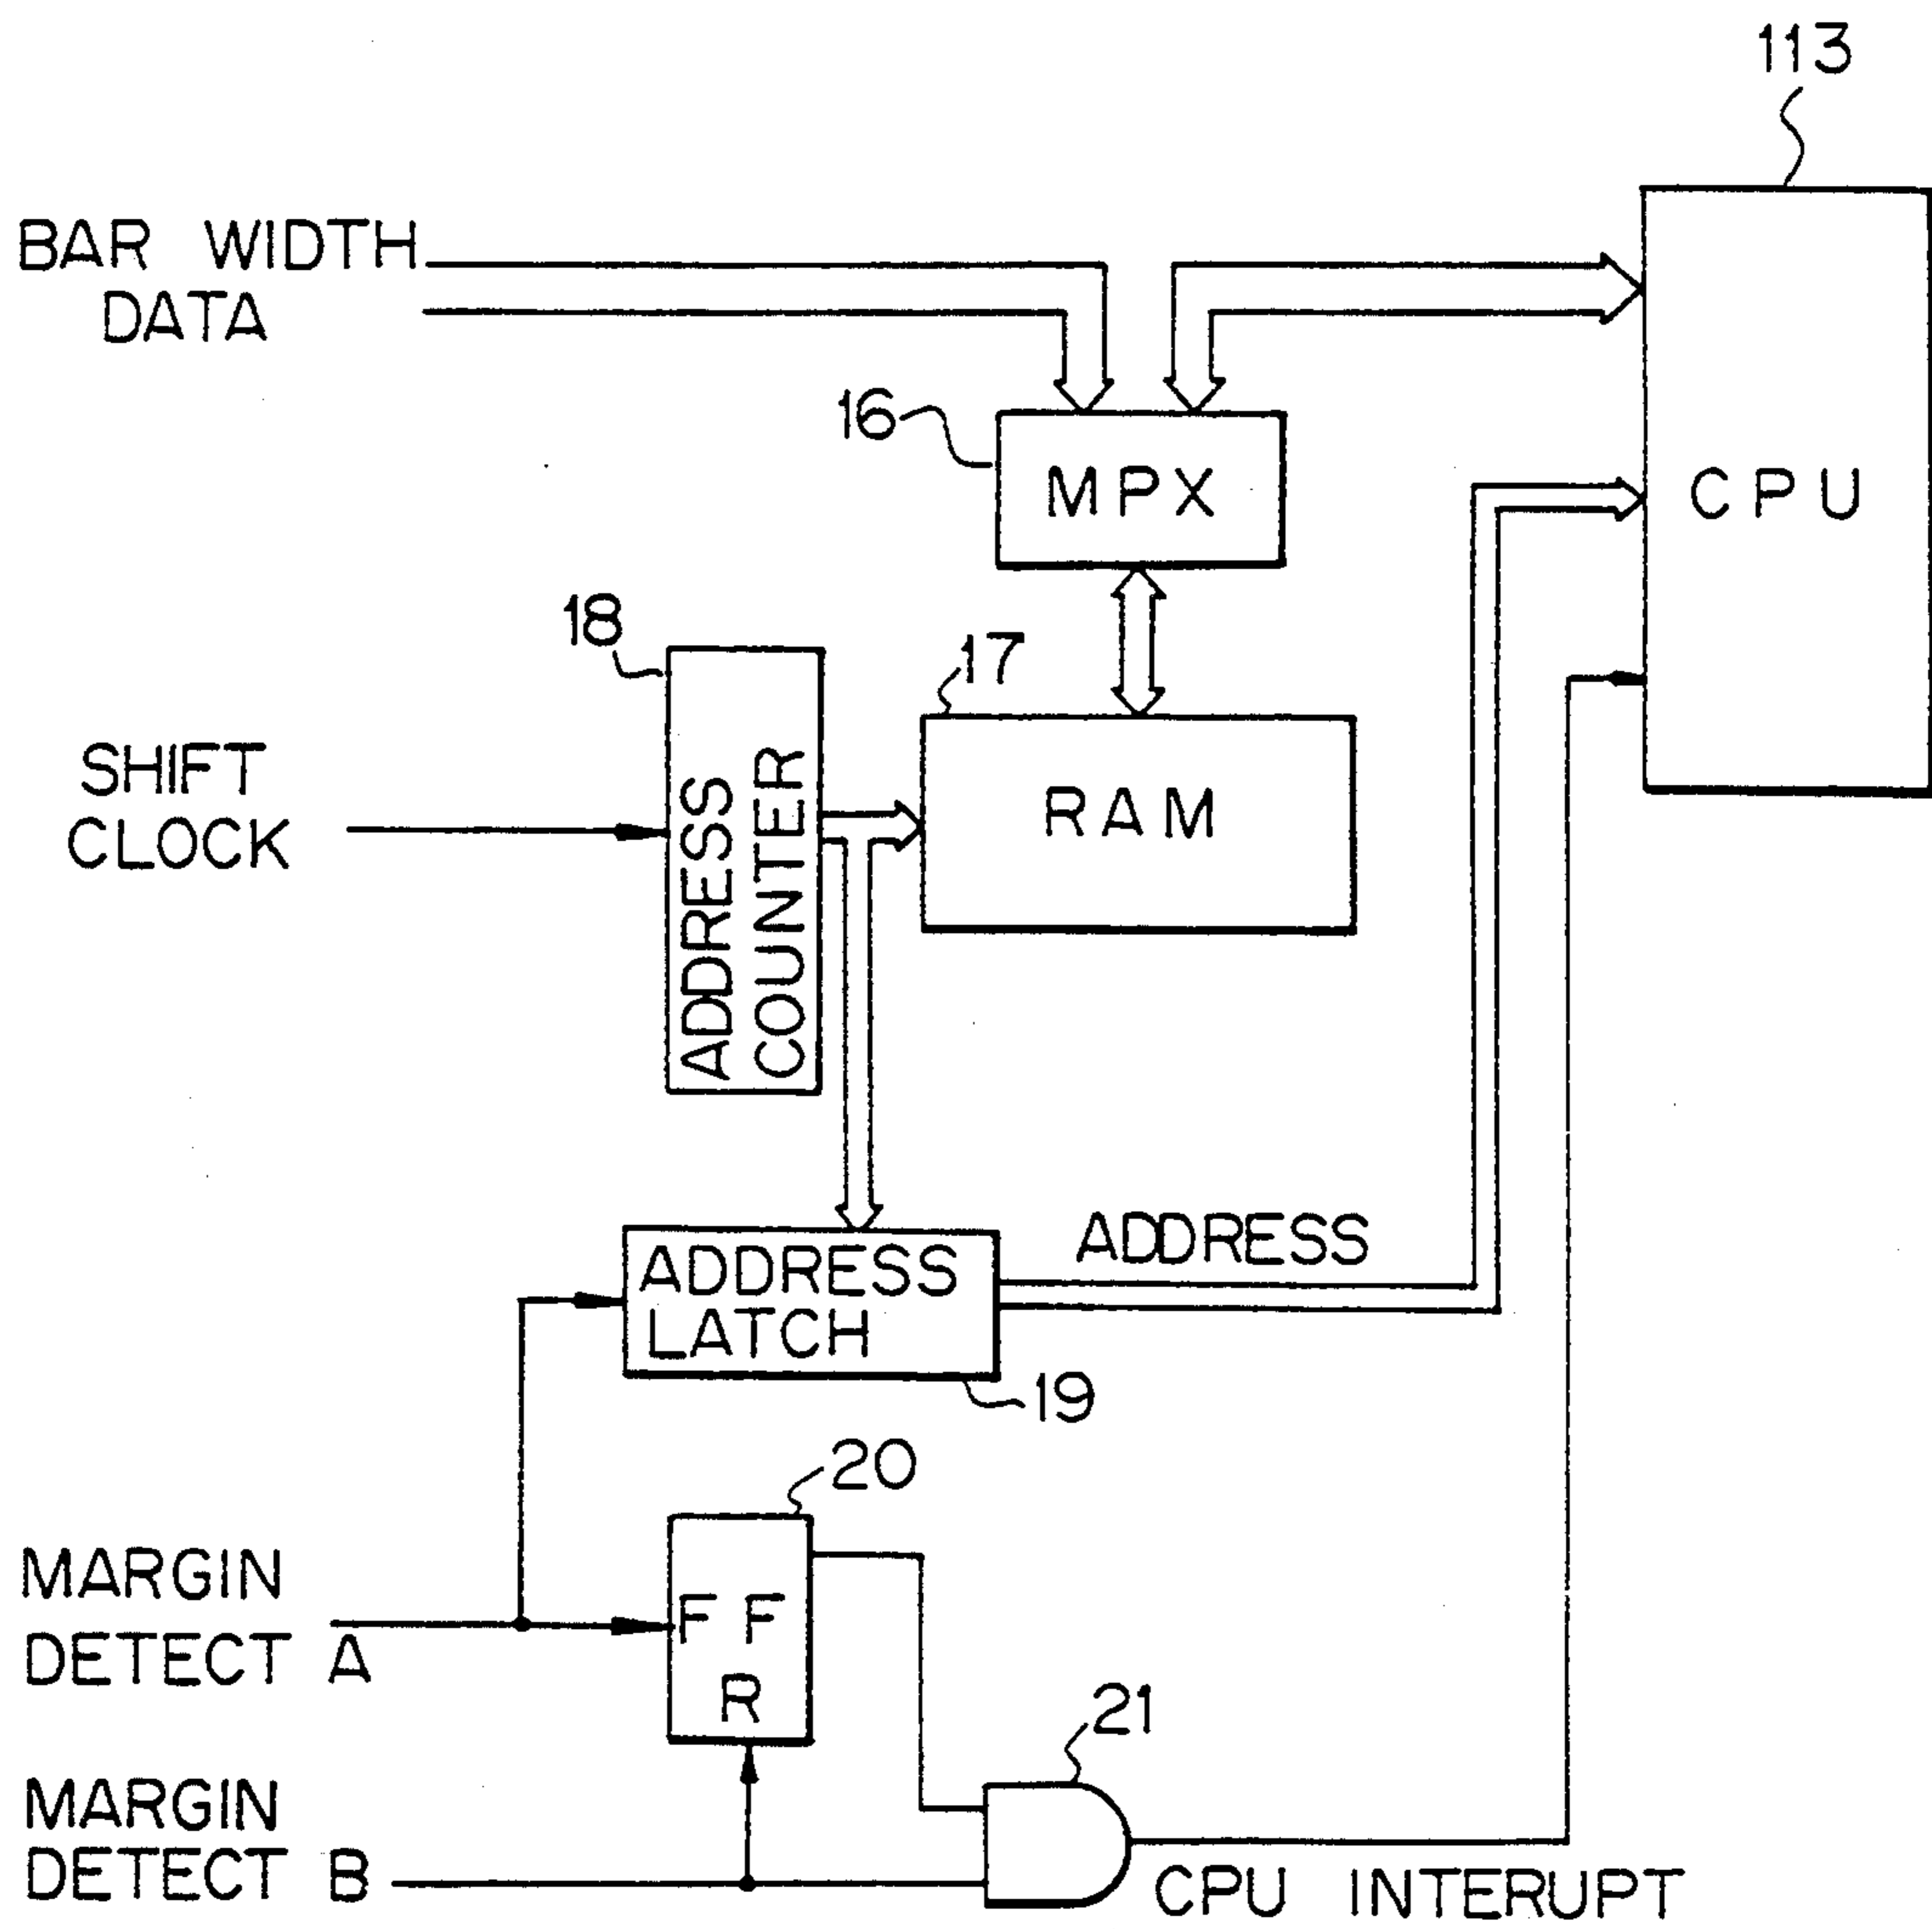 113
BAR WIDTH
DATA
16
MPX
CPU
18
17
SHIFT
CLOCK
ADDRESS
COUNTER
RAM
ADDRESS
ADDRESS
LATCH
19
20
MARGIN
DETECT A
FF
R
21
MARGIN
DETECT B
CPU INTERUPT